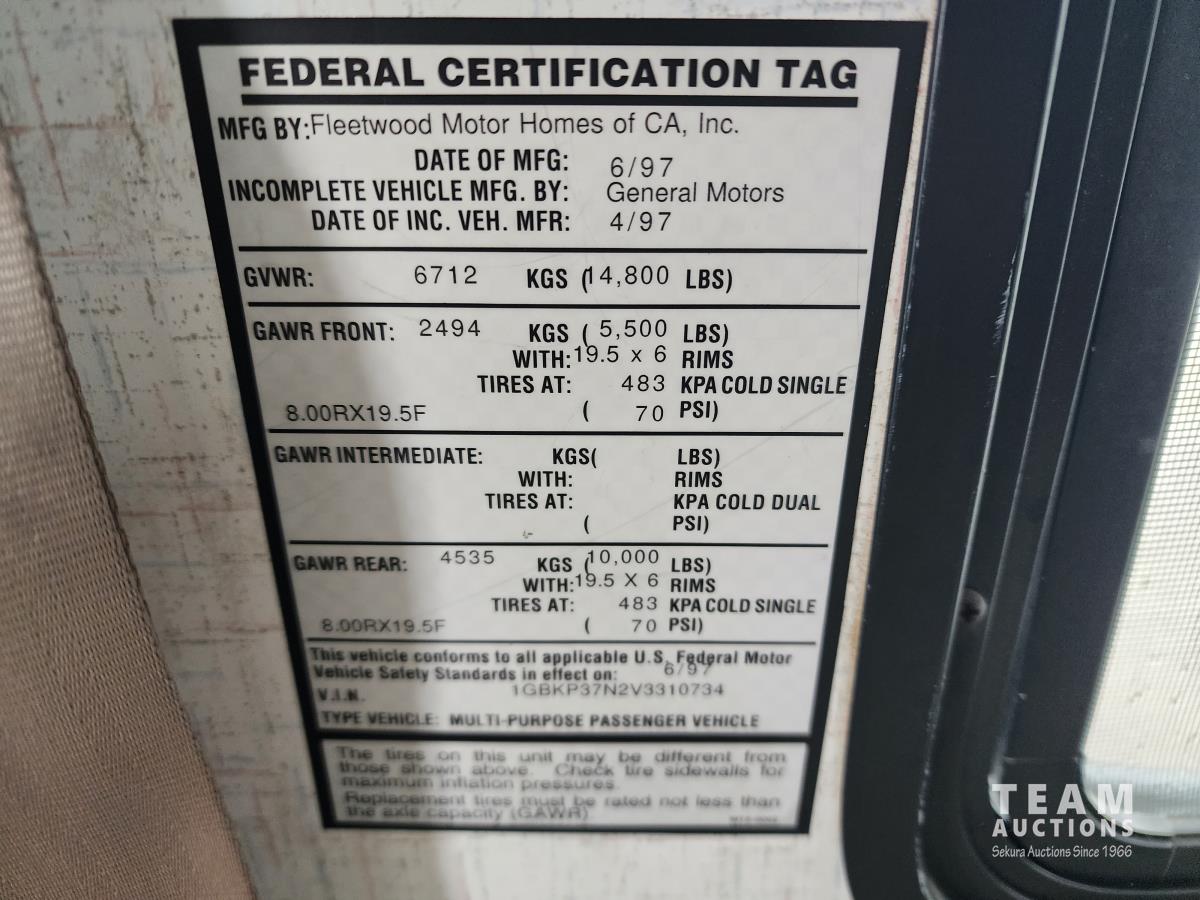 FEDERAL CERTIFICATION TAG
MFG BY: Fleetwood Motor Homes of CA, Inc.
DATE OF MFG: 6/97
INCOMPLETE VEHICLE MFG. BY: General Motors
DATE OF INC. VEH. MFR: 4/97
GVWR: 6712 KGS (14,800 LBS)
GAWR FRONT: 2494 KGS ( 5,500 LBS)
WITH: 19.5 x 6 RIMS
TIRES AT: 483 KPA COLD SINGLE
8.00RX19.5F ( 70 PSI)
GAWR INTERMEDIATE: KGS( LBS)
WITH: RIMS
TIRES AT: KPA COLD DUAL
( PSI)
GAWR REAR: 4535 KGS (10,000 LBS)
WITH: 19.5 X 6 RIMS
TIRES AT: 483 KPA COLD SINGLE
8.00RX19.5F ( 70 PSI)
This vehicle conforms to all applicable U.S. Federal Motor
Vehicle Safety Standards in effect on: 6/97
V.I.N. 1GBKP37N2V3310734
TYPE VEHICLE: MULTI-PURPOSE PASSENGER VEHICLE
The tires on this unit may be different from
those shown above. Check tire sidewalls for
maximum inflation pressures.
Replacement tires must be rated not less than
the axle capacity (GAWR).
TEAM
AUCTIONS
Sekura Auctions Since 1966